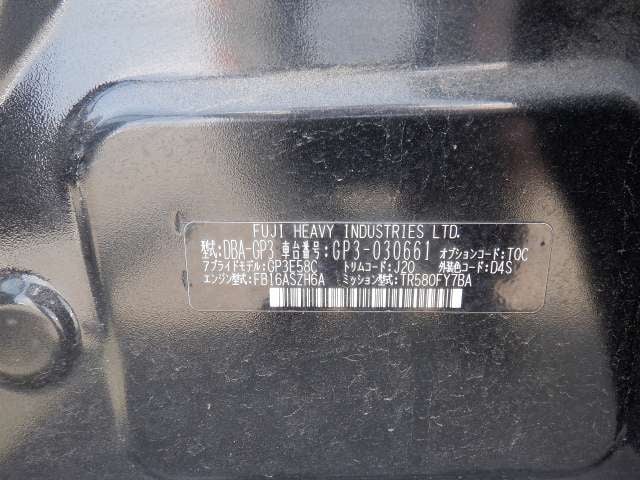 FUJI HEAVY INDUSTRIES LTD.
型式:DBA-GP3 車台番号:GP3-030661 オプションコード:TOC
アプライドモデル:GP3E58C トリムコード:J20 外装色コード:D4S
エンジン型式:FB16ASZH6A ミッション型式:TR580FY7BA